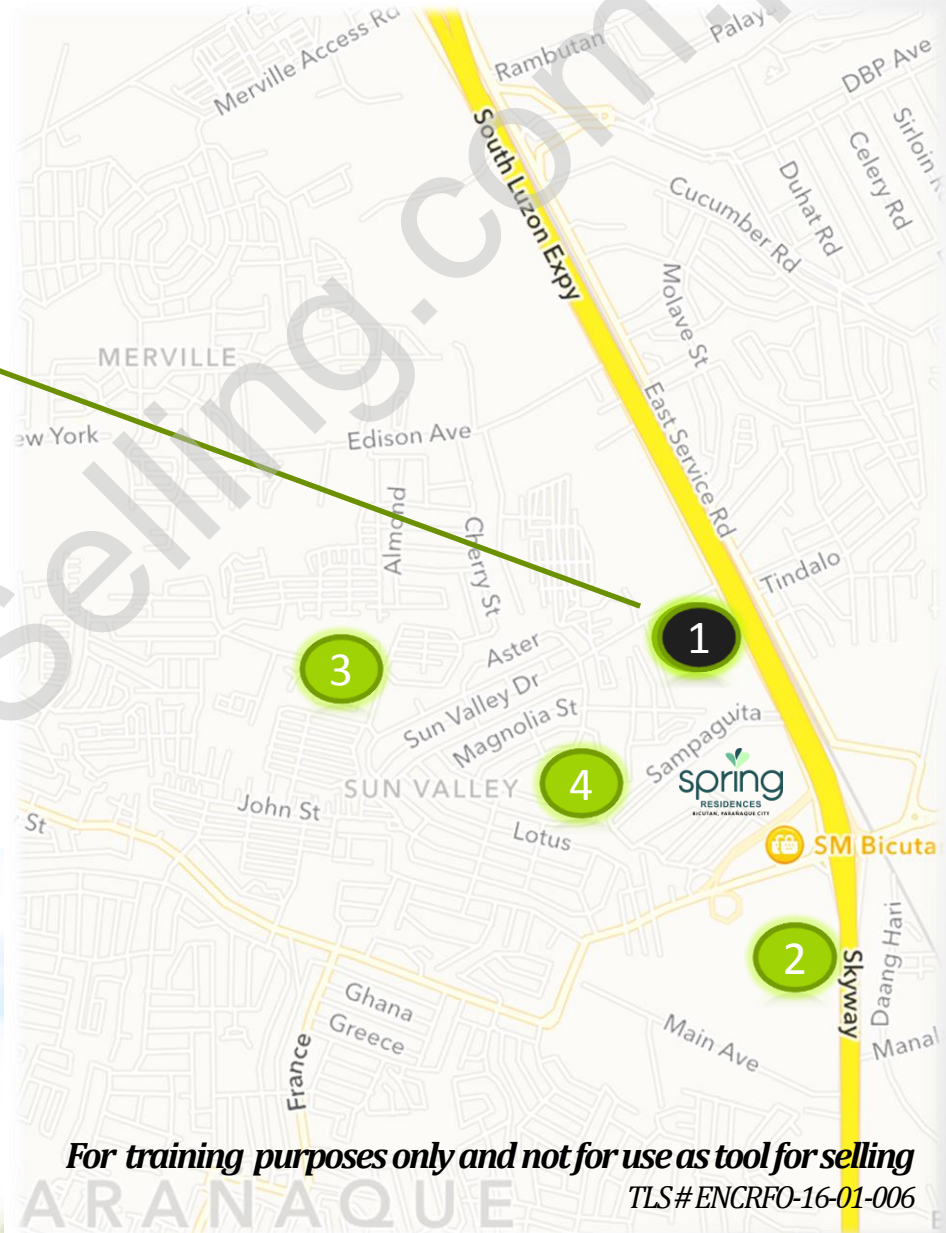 Merville Access Rd
Rambutan
Palay
DBP Ave
Sirloin
Celery Rd
Duhat Rd
Cucumber Rd
South Luzon Expy
Molave St
MERVILLE
East Service Rd
ew York
Edison Ave
Almond
Cherry St
Tindalo
1
3
Aster
Sun Valley Dr
Magnolia St
Sampaguita
SUN VALLEY
4
spring
RESIDENCES
BICUTAN, PARAÑAQUE CITY
John St
St
Lotus
SM Bicuta
2
Skyway
Daang Hari
Ghana
Greece
France
Main Ave
Manal
For training purposes only and not for use as tool for selling
TLS # ENCRFO-16-01-006
ARANAQUE
Selling.com.